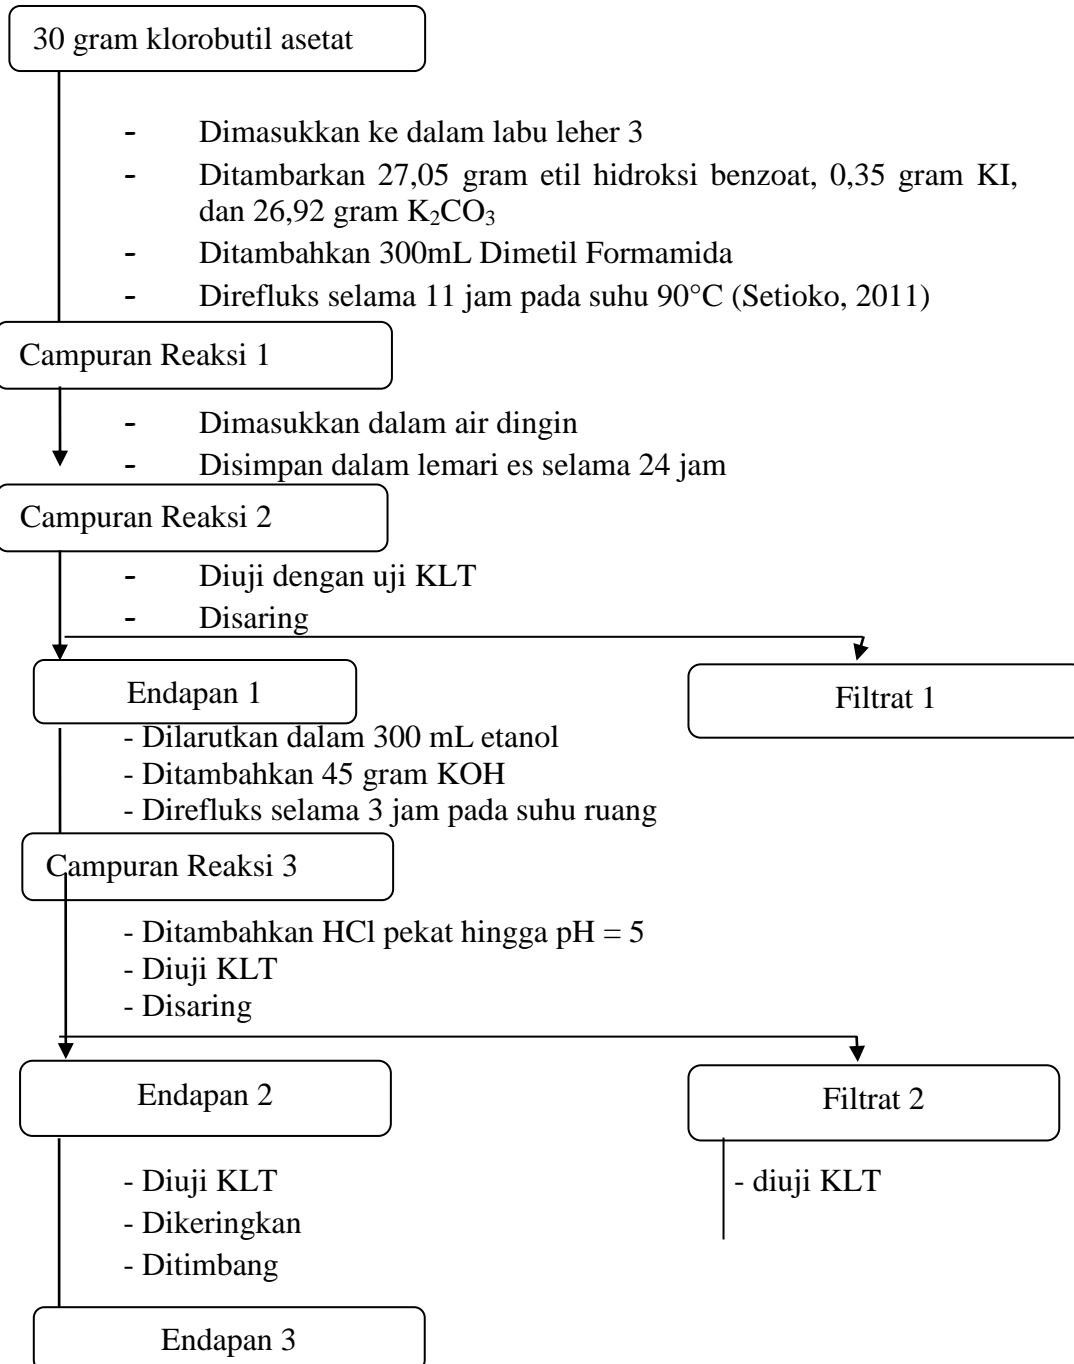 30 gram klorobutil asetat
- Dimasukkan ke dalam labu leher 3
- Ditambarkan 27,05 gram etil hidroksi benzoat, 0,35 gram KI,
dan 26,92 gram K₂CO₃
- Ditambahkan 300mL Dimetil Formamida
- Direfluks selama 11 jam pada suhu 90°C (Setioko, 2011)
Campuran Reaksi 1
- Dimasukkan dalam air dingin
- Disimpan dalam lemari es selama 24 jam
Campuran Reaksi 2
- Diuji dengan uji KLT
- Disaring
Endapan 1
Filtrat 1
- Dilarutkan dalam 300 mL etanol
- Ditambahkan 45 gram KOH
- Direfluks selama 3 jam pada suhu ruang
Campuran Reaksi 3
- Ditambahkan HCl pekat hingga pH = 5
- Diuji KLT
- Disaring
Endapan 2
Filtrat 2
- Diuji KLT
- diuji KLT
- Dikeringkan
- Ditimbang
Endapan 3